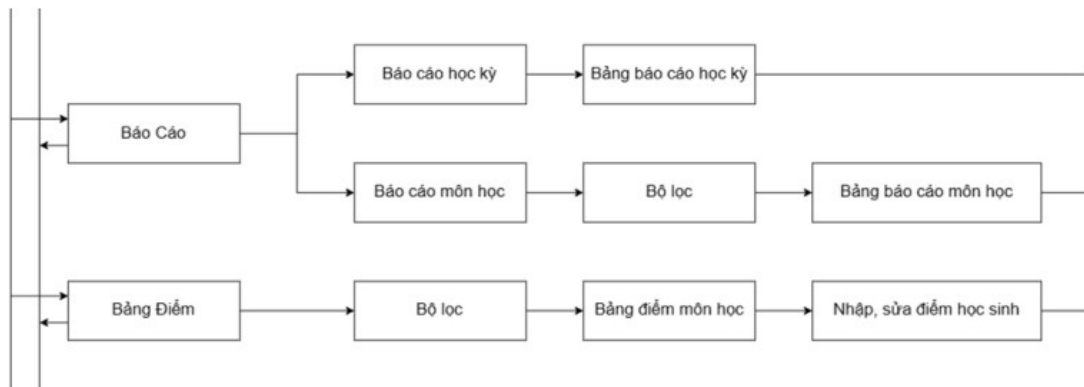 Báo cáo học kỳ
Bảng báo cáo học kỳ
Báo Cáo
Báo cáo môn học
Bộ lọc
Bảng báo cáo môn học
Bảng Điểm
Bộ lọc
Bảng điểm môn học
Nhập, sửa điểm học sinh